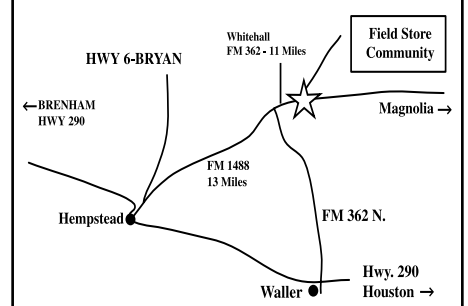 Whitehall
FM 362 - 11 Miles
Field Store
Community
HWY 6-BRYAN
←BRENHAM
HWY 290
Magnolia →
FM 1488
13 Miles
Hempstead
FM 362 N.
Hwy. 290
Houston →
Waller